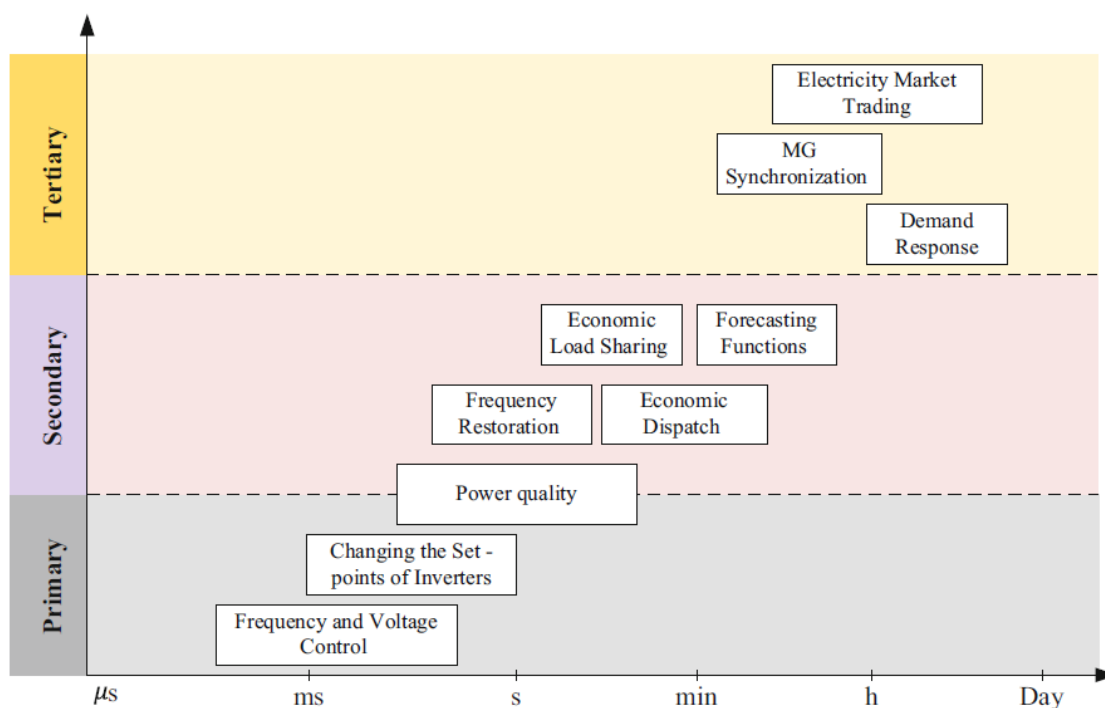 Tertiary
Electricity Market
Trading
MG
Synchronization
Demand
Response
Secondary
Economic
Load Sharing
Forecasting
Functions
Frequency
Restoration
Economic
Dispatch
Power quality
Primary
Changing the Set -
points of Inverters
Frequency and Voltage
Control
μs
ms
s
min
h
Day